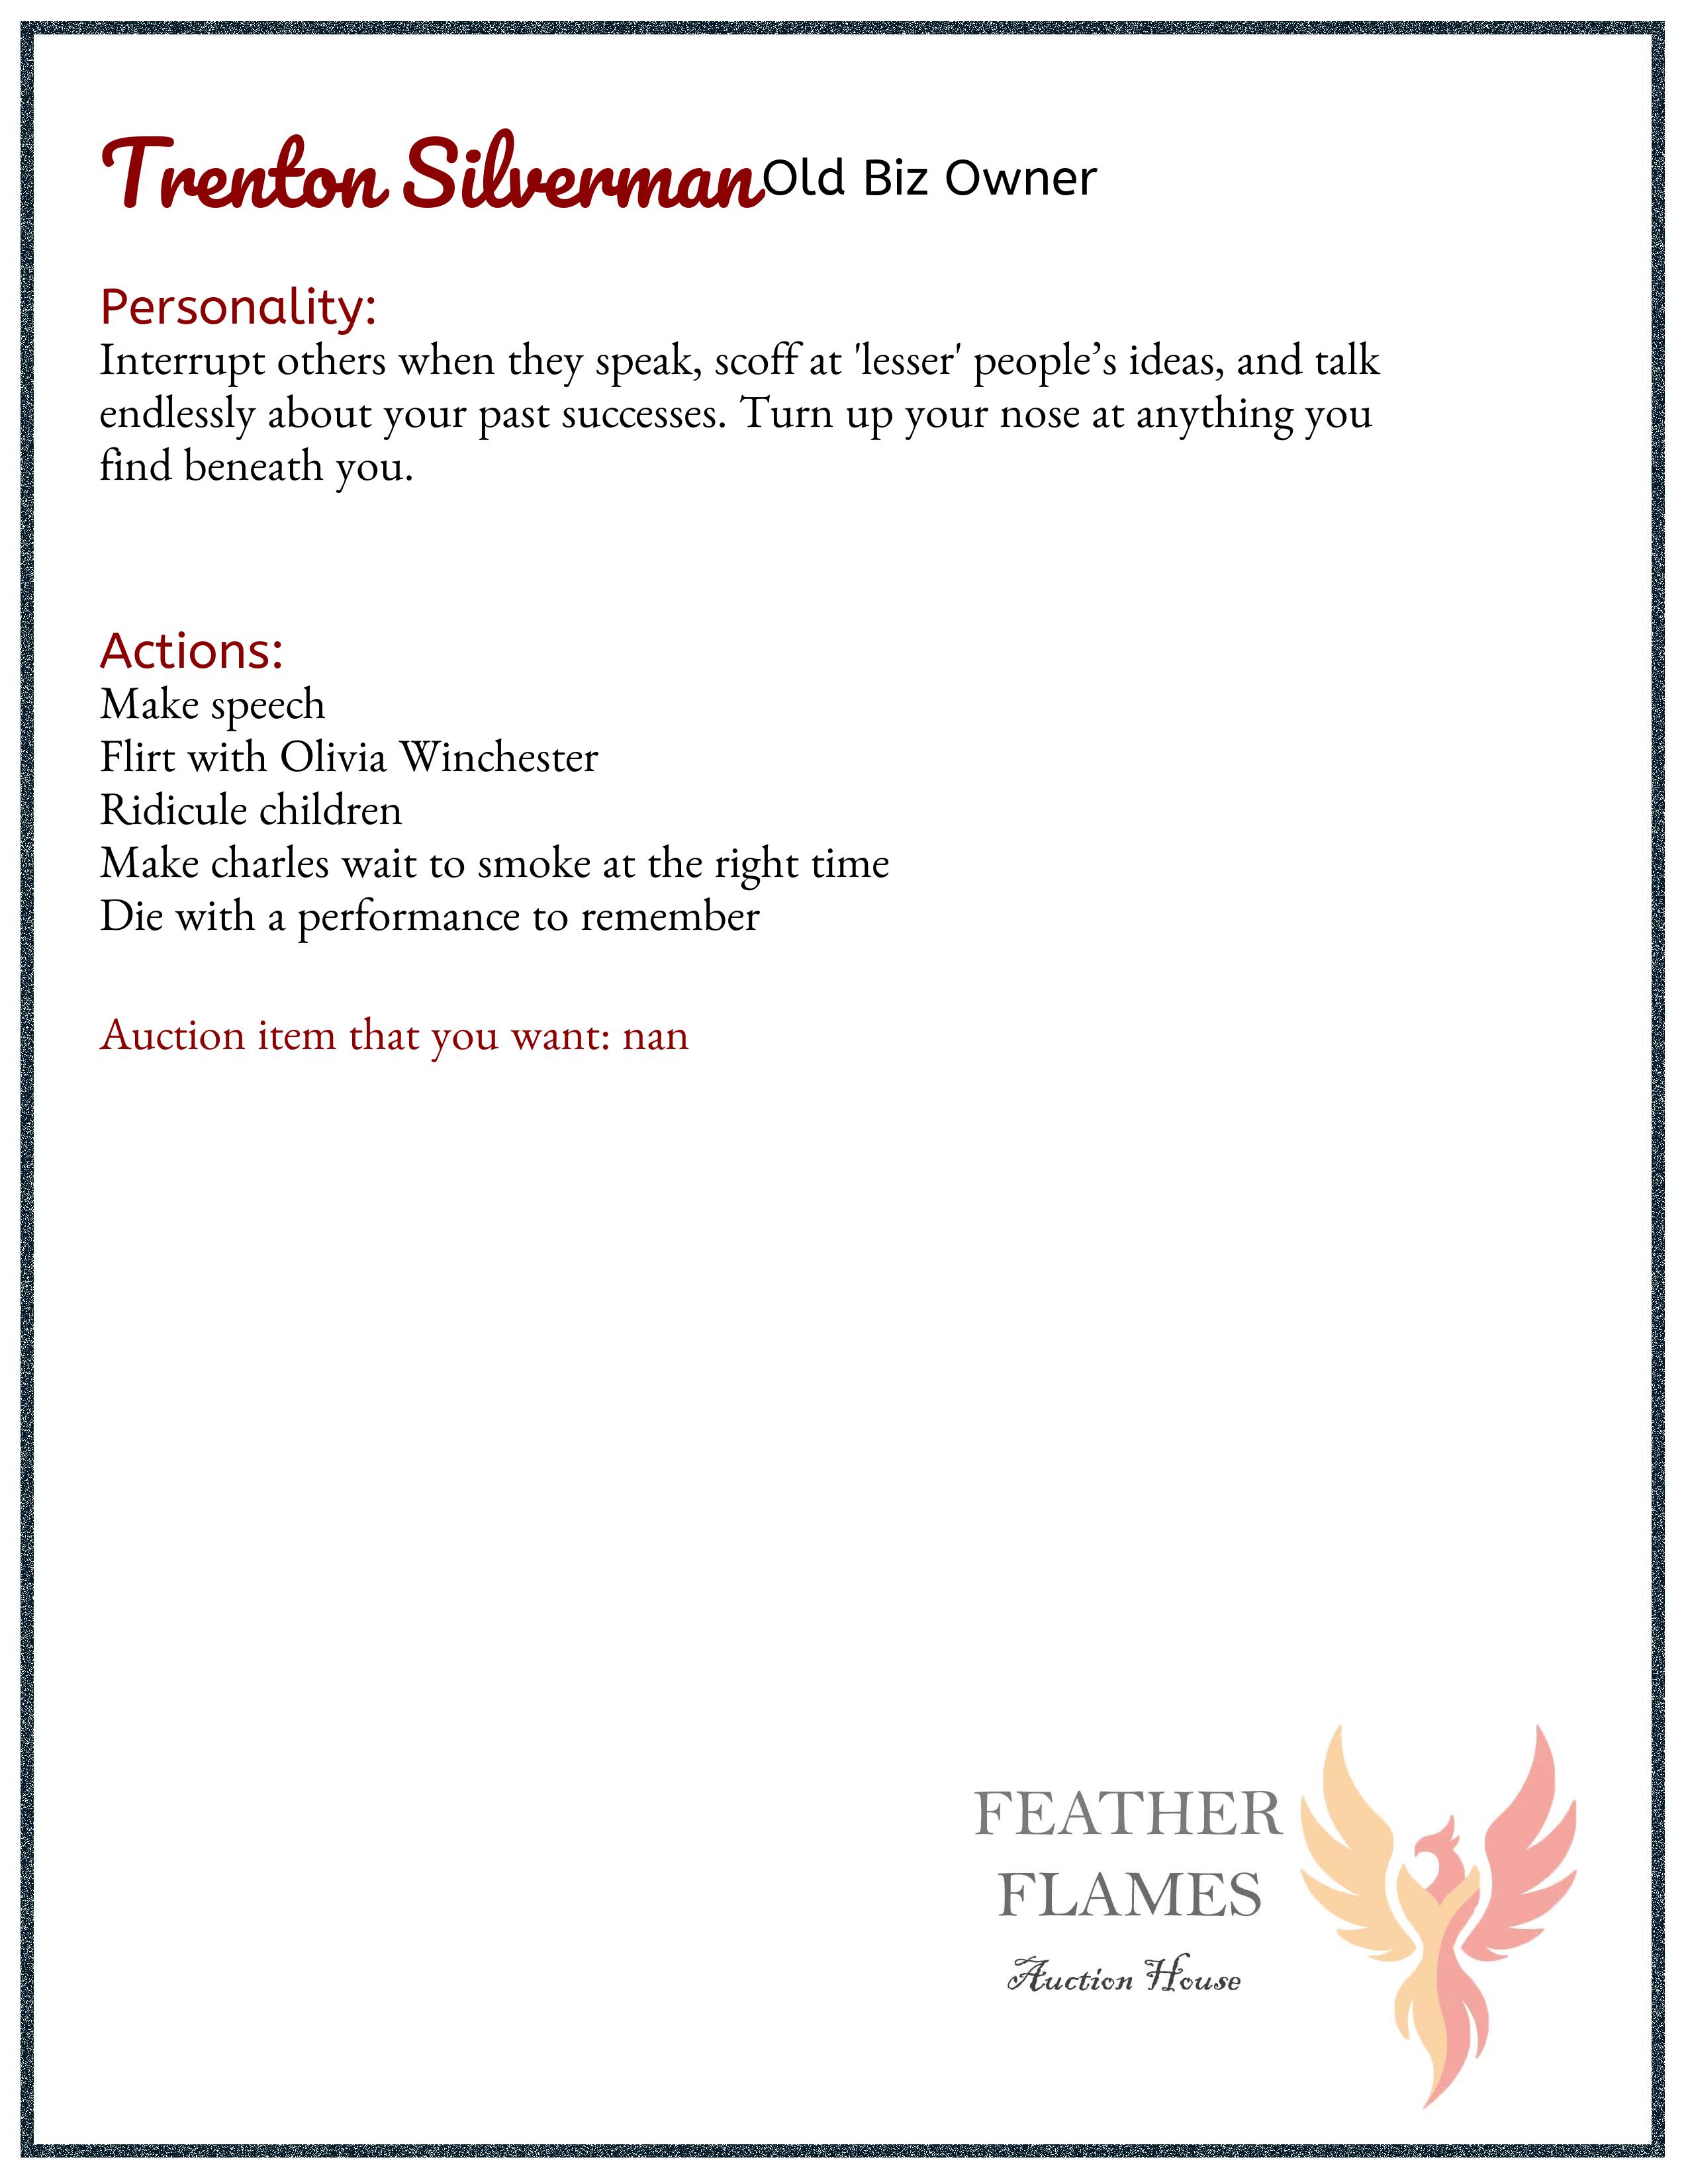 Trenton Silverman Old Biz Owner
Personality:
Interrupt others when they speak, scoff at 'lesser' people’s ideas, and talk
endlessly about your past successes. Turn up your nose at anything you
find beneath you.
Actions:
Make speech
Flirt with Olivia Winchester
Ridicule children
Make charles wait to smoke at the right time
Die with a performance to remember
Auction item that you want: nan
FEATHER
FLAMES
Auction House